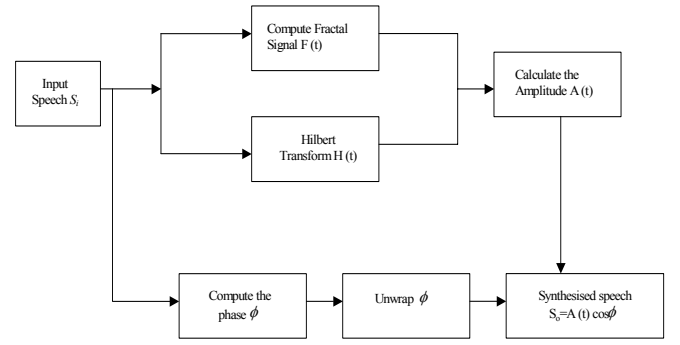 Compute Fractal
Signal F (t)
Input
Speech Sᵢ
Calculate the
Amplitude A (t)
Hilbert
Transform H (t)
Compute the
phase ϕ
Unwrap ϕ
Synthesised speech
Sₒ=A (t) cosϕ